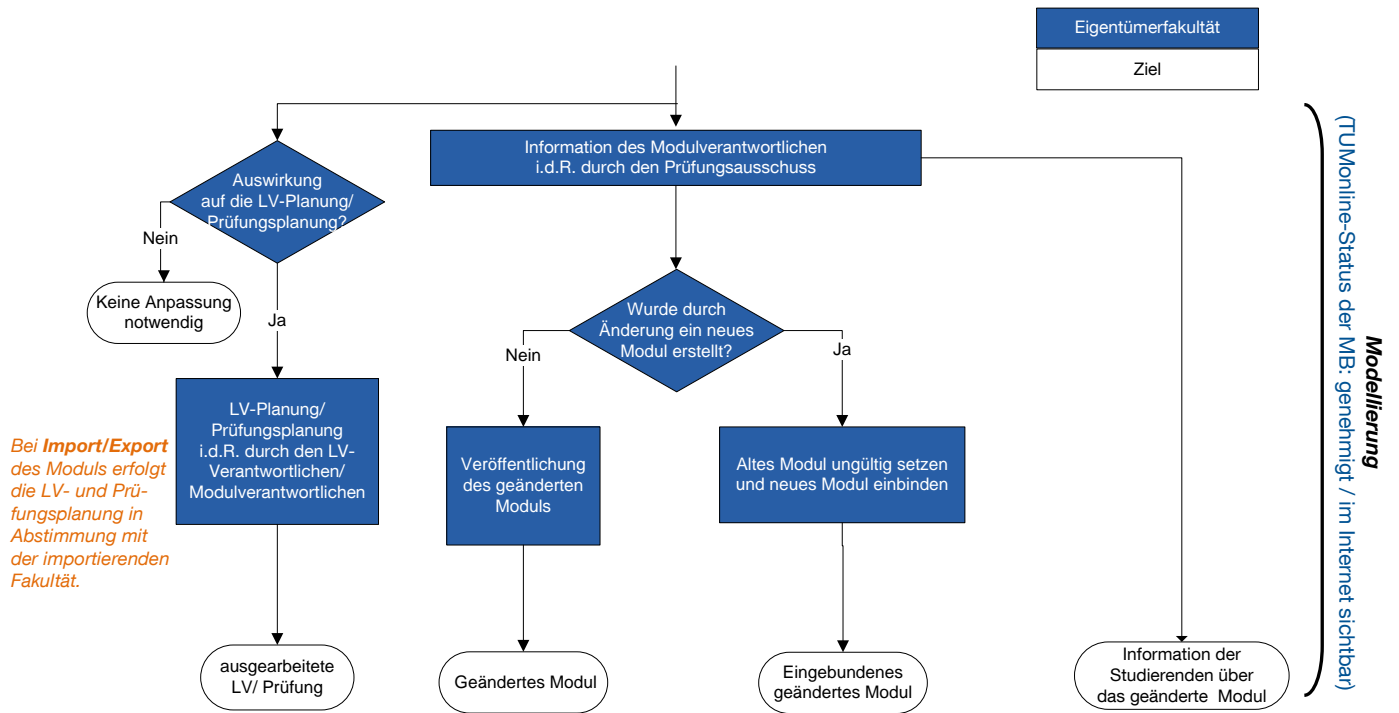 Eigentümerfakultät
Ziel
Information des Modulverantwortlichen
i.d.R. durch den Prüfungsausschuss
Auswirkung
auf die LV-Planung/
Prüfungsplanung?
Nein
Keine Anpassung
notwendig
Ja
Wurde durch
Änderung ein neues
Modul erstellt?
Nein
Ja
LV-Planung/
Prüfungsplanung
i.d.R. durch den LV-
Verantwortlichen/
Modulverantwortlichen
Bei Import/Export
des Moduls erfolgt
die LV- und Prü-
fungsplanung in
Abstimmung mit
der importierenden
Fakultät.
Veröffentlichung
des geänderten
Moduls
Altes Modul ungültig setzen
und neues Modul einbinden
ausgearbeitete
LV/ Prüfung
Geändertes Modul
Eingebundenes
geändertes Modul
Information der
Studierenden über
das geänderte Modul
Modellierung
(TUMonline-Status der MB: genehmigt / im Internet sichtbar)